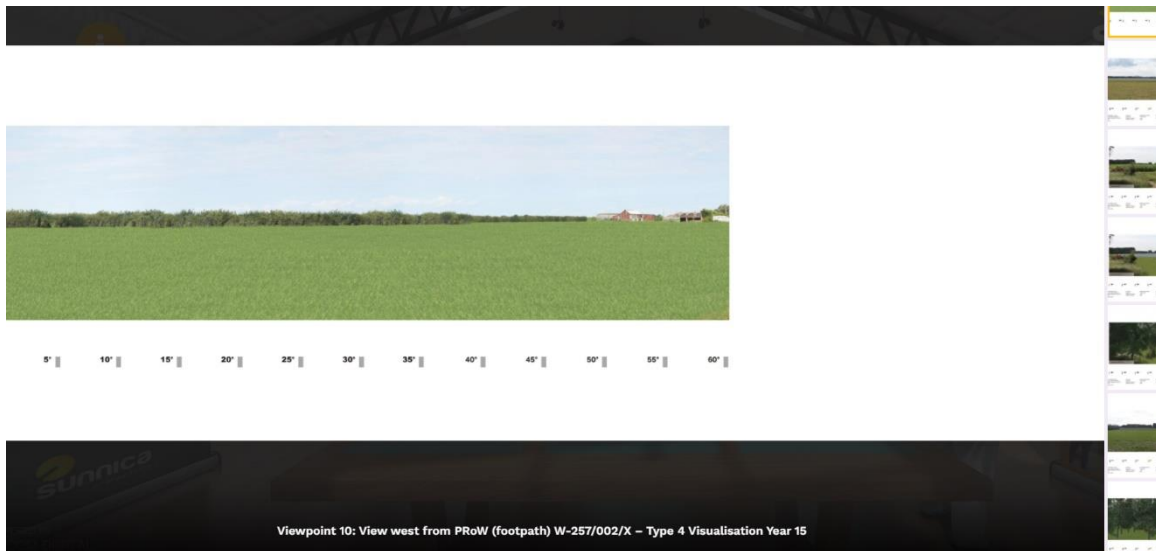 5° 10° 15° 20° 25° 30° 35° 40° 45° 50° 55° 60°
sunnica
Viewpoint 10: View west from PRoW (footpath) W-257/002/X – Type 4 Visualisation Year 15